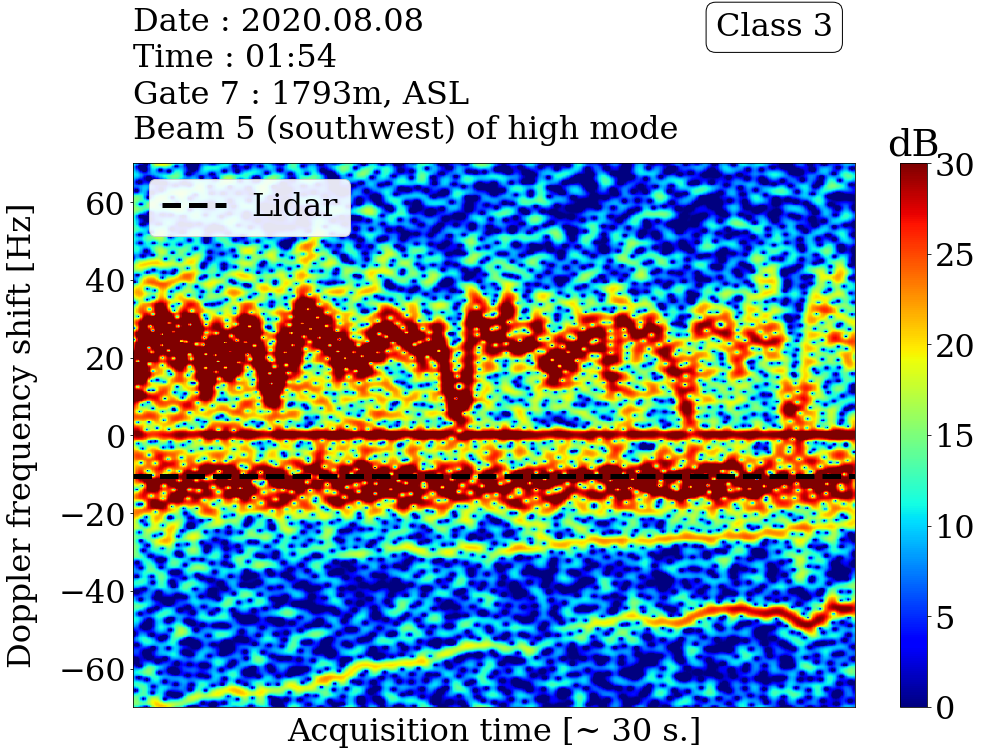 Date : 2020.08.08
Time : 01:54
Gate 7 : 1793m, ASL
Beam 5 (southwest) of high mode
Class 3
dB
Lidar
Doppler frequency shift [Hz]
60
40
20
0
−20
−40
−60
30
25
20
15
10
5
0
Acquisition time [~ 30 s.]